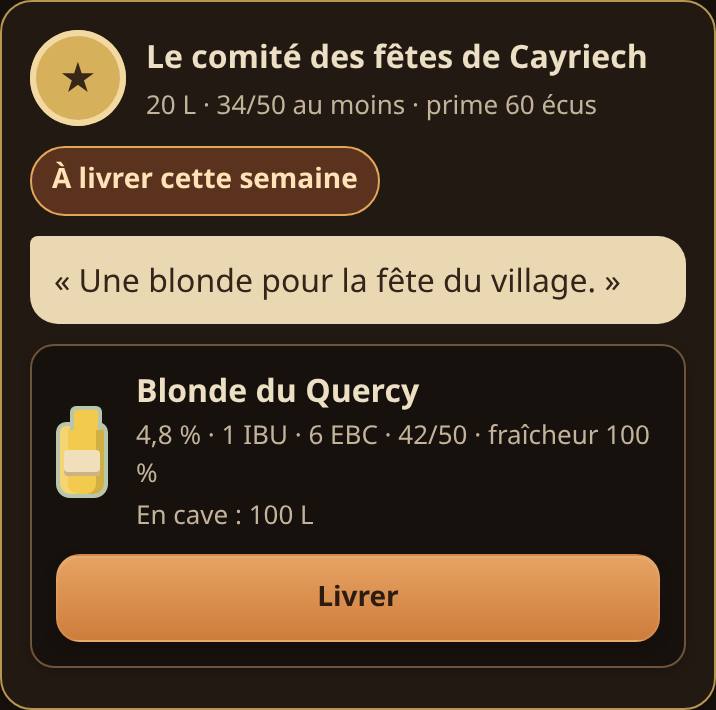 Le comité des fêtes de Cayriech
20 L · 34/50 au moins · prime 60 écus
À livrer cette semaine
« Une blonde pour la fête du village. »
Blonde du Quercy
4,8 % · 1 IBU · 6 EBC · 42/50 · fraîcheur 100
%
En cave : 100 L
Livrer